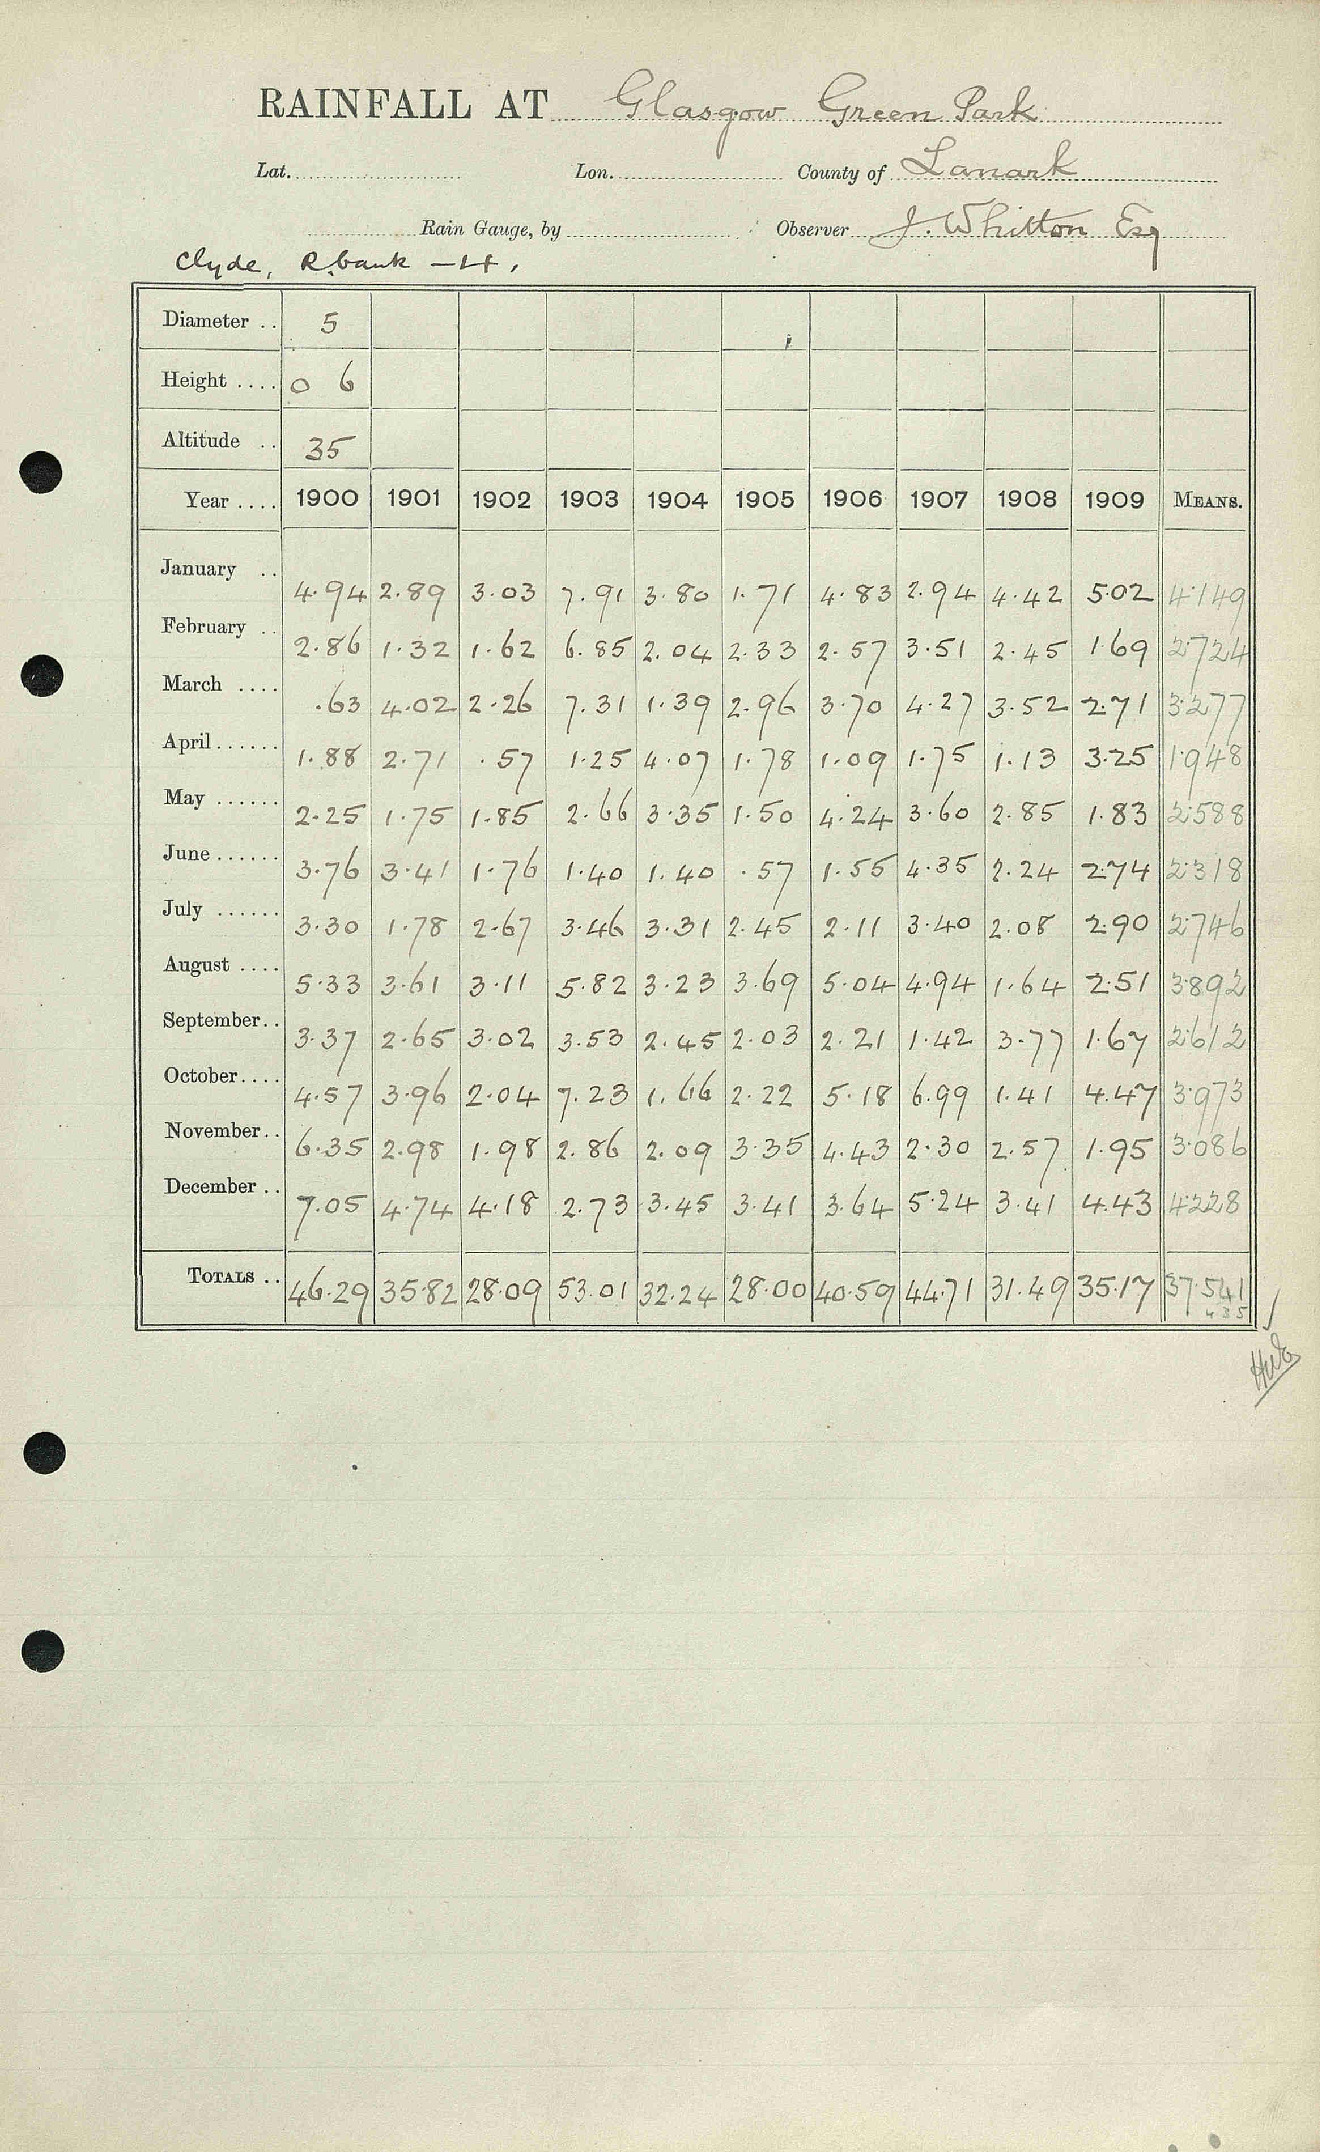 RAINFALL AT Glasgow Green Park
Lat. Lon. County of Lanark
Rain Gauge, by Observer J. Whitton Esq
Clyde, R. bank —H.
Diameter .. 5
Height .... 0 6
Altitude .. 35
Year .... 1900 1901 1902 1903 1904 1905 1906 1907 1908 1909 MEANS.
January .. 4.94 2.89 3.03 7.91 3.80 1.71 4.83 2.94 4.42 5.02 4.149
February .. 2.86 1.32 1.62 6.85 2.04 2.33 2.57 3.51 2.45 1.69 2.724
March .... .63 4.02 2.26 7.31 1.39 2.96 3.70 4.27 3.52 2.71 3.277
April ...... 1.88 2.71 .57 1.25 4.07 1.78 1.09 1.75 1.13 3.25 1.948
May ...... 2.25 1.75 1.85 2.66 3.35 1.50 4.24 3.60 2.85 1.83 2.588
June ...... 3.76 3.41 1.76 1.40 1.40 .57 1.55 4.35 2.24 2.74 2.318
July ...... 3.30 1.78 2.67 3.46 3.31 2.45 2.11 3.40 2.08 2.90 2.746
August .... 5.33 3.61 3.11 5.82 3.23 3.69 5.04 4.94 1.64 2.51 3.892
September.. 3.37 2.65 3.02 3.53 2.45 2.03 2.21 1.42 3.77 1.67 2.612
October.... 4.57 3.96 2.04 7.23 1.66 2.22 5.18 6.99 1.41 4.47 3.973
November.. 6.35 2.98 1.98 2.86 2.09 3.35 4.43 2.30 2.57 1.95 3.086
December .. 7.05 4.74 4.18 2.73 3.45 3.41 3.64 5.24 3.41 4.43 4.228
TOTALS .. 46.29 35.82 28.09 53.01 32.24 28.00 40.59 44.71 31.49 35.17 37.541
435